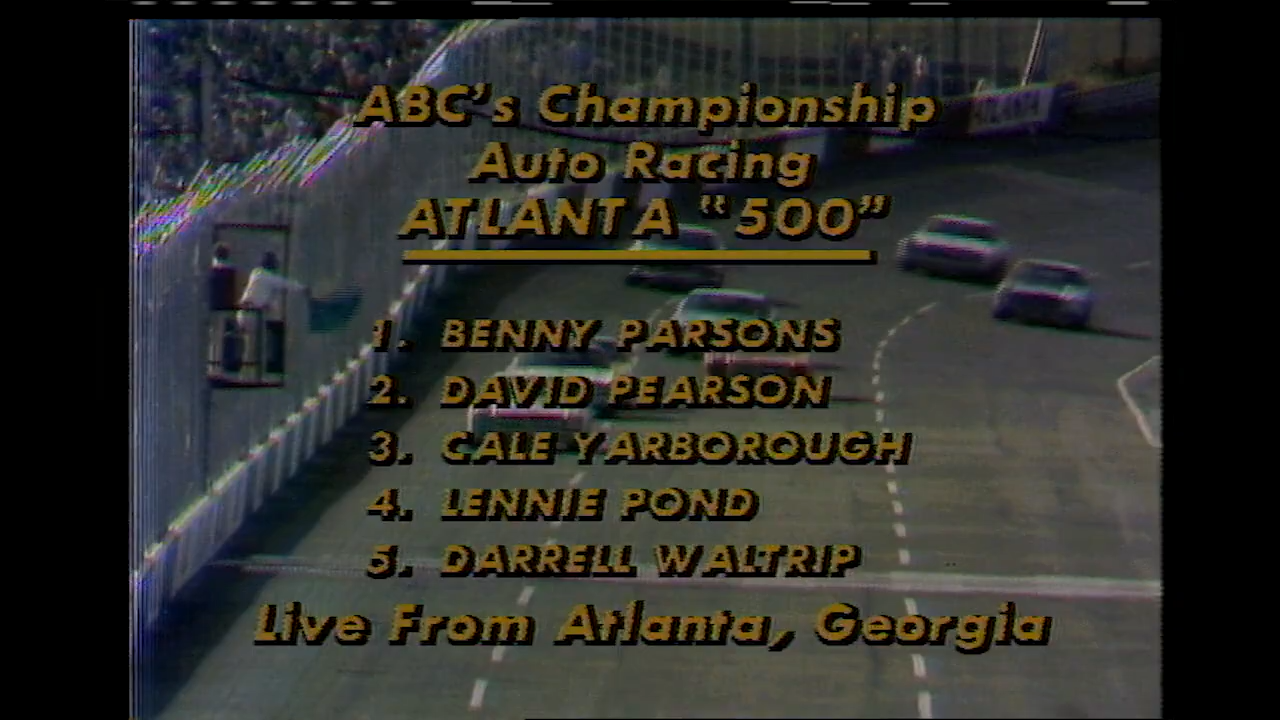 ABC's Championship
Auto Racing
ATLANTA "500"
1. BENNY PARSONS
2. DAVID PEARSON
3. CALE YARBOROUGH
4. LENNIE POND
5. DARRELL WALTRIP
Live From Atlanta, Georgia
ATLANTA